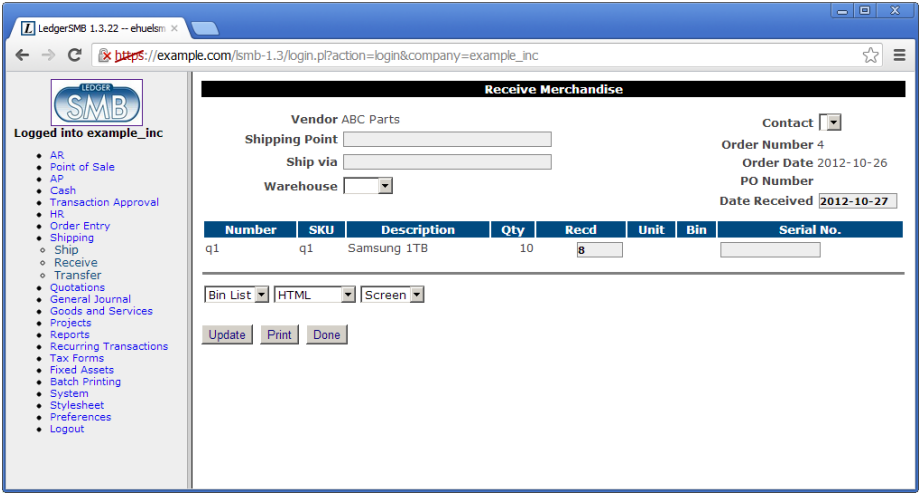 LedgerSMB 1.3.22 -- ehuelsm
https://example.com/lsmb-1.3/login.pl?action=login&company=example_inc
LEDGER
SMB
Logged into example_inc
AR
Point of Sale
AP
Cash
Transaction Approval
HR
Order Entry
Shipping
Ship
Receive
Transfer
Quotations
General Journal
Goods and Services
Projects
Reports
Recurring Transactions
Tax Forms
Fixed Assets
Batch Printing
System
Stylesheet
Preferences
Logout
Receive Merchandise
Vendor ABC Parts
Shipping Point
Ship via
Warehouse
Contact
Order Number 4
Order Date 2012-10-26
PO Number
Date Received 2012-10-27
Number SKU Description Qty Recd Unit Bin Serial No.
q1 q1 Samsung 1TB 10 8
Bin List HTML Screen
Update Print Done